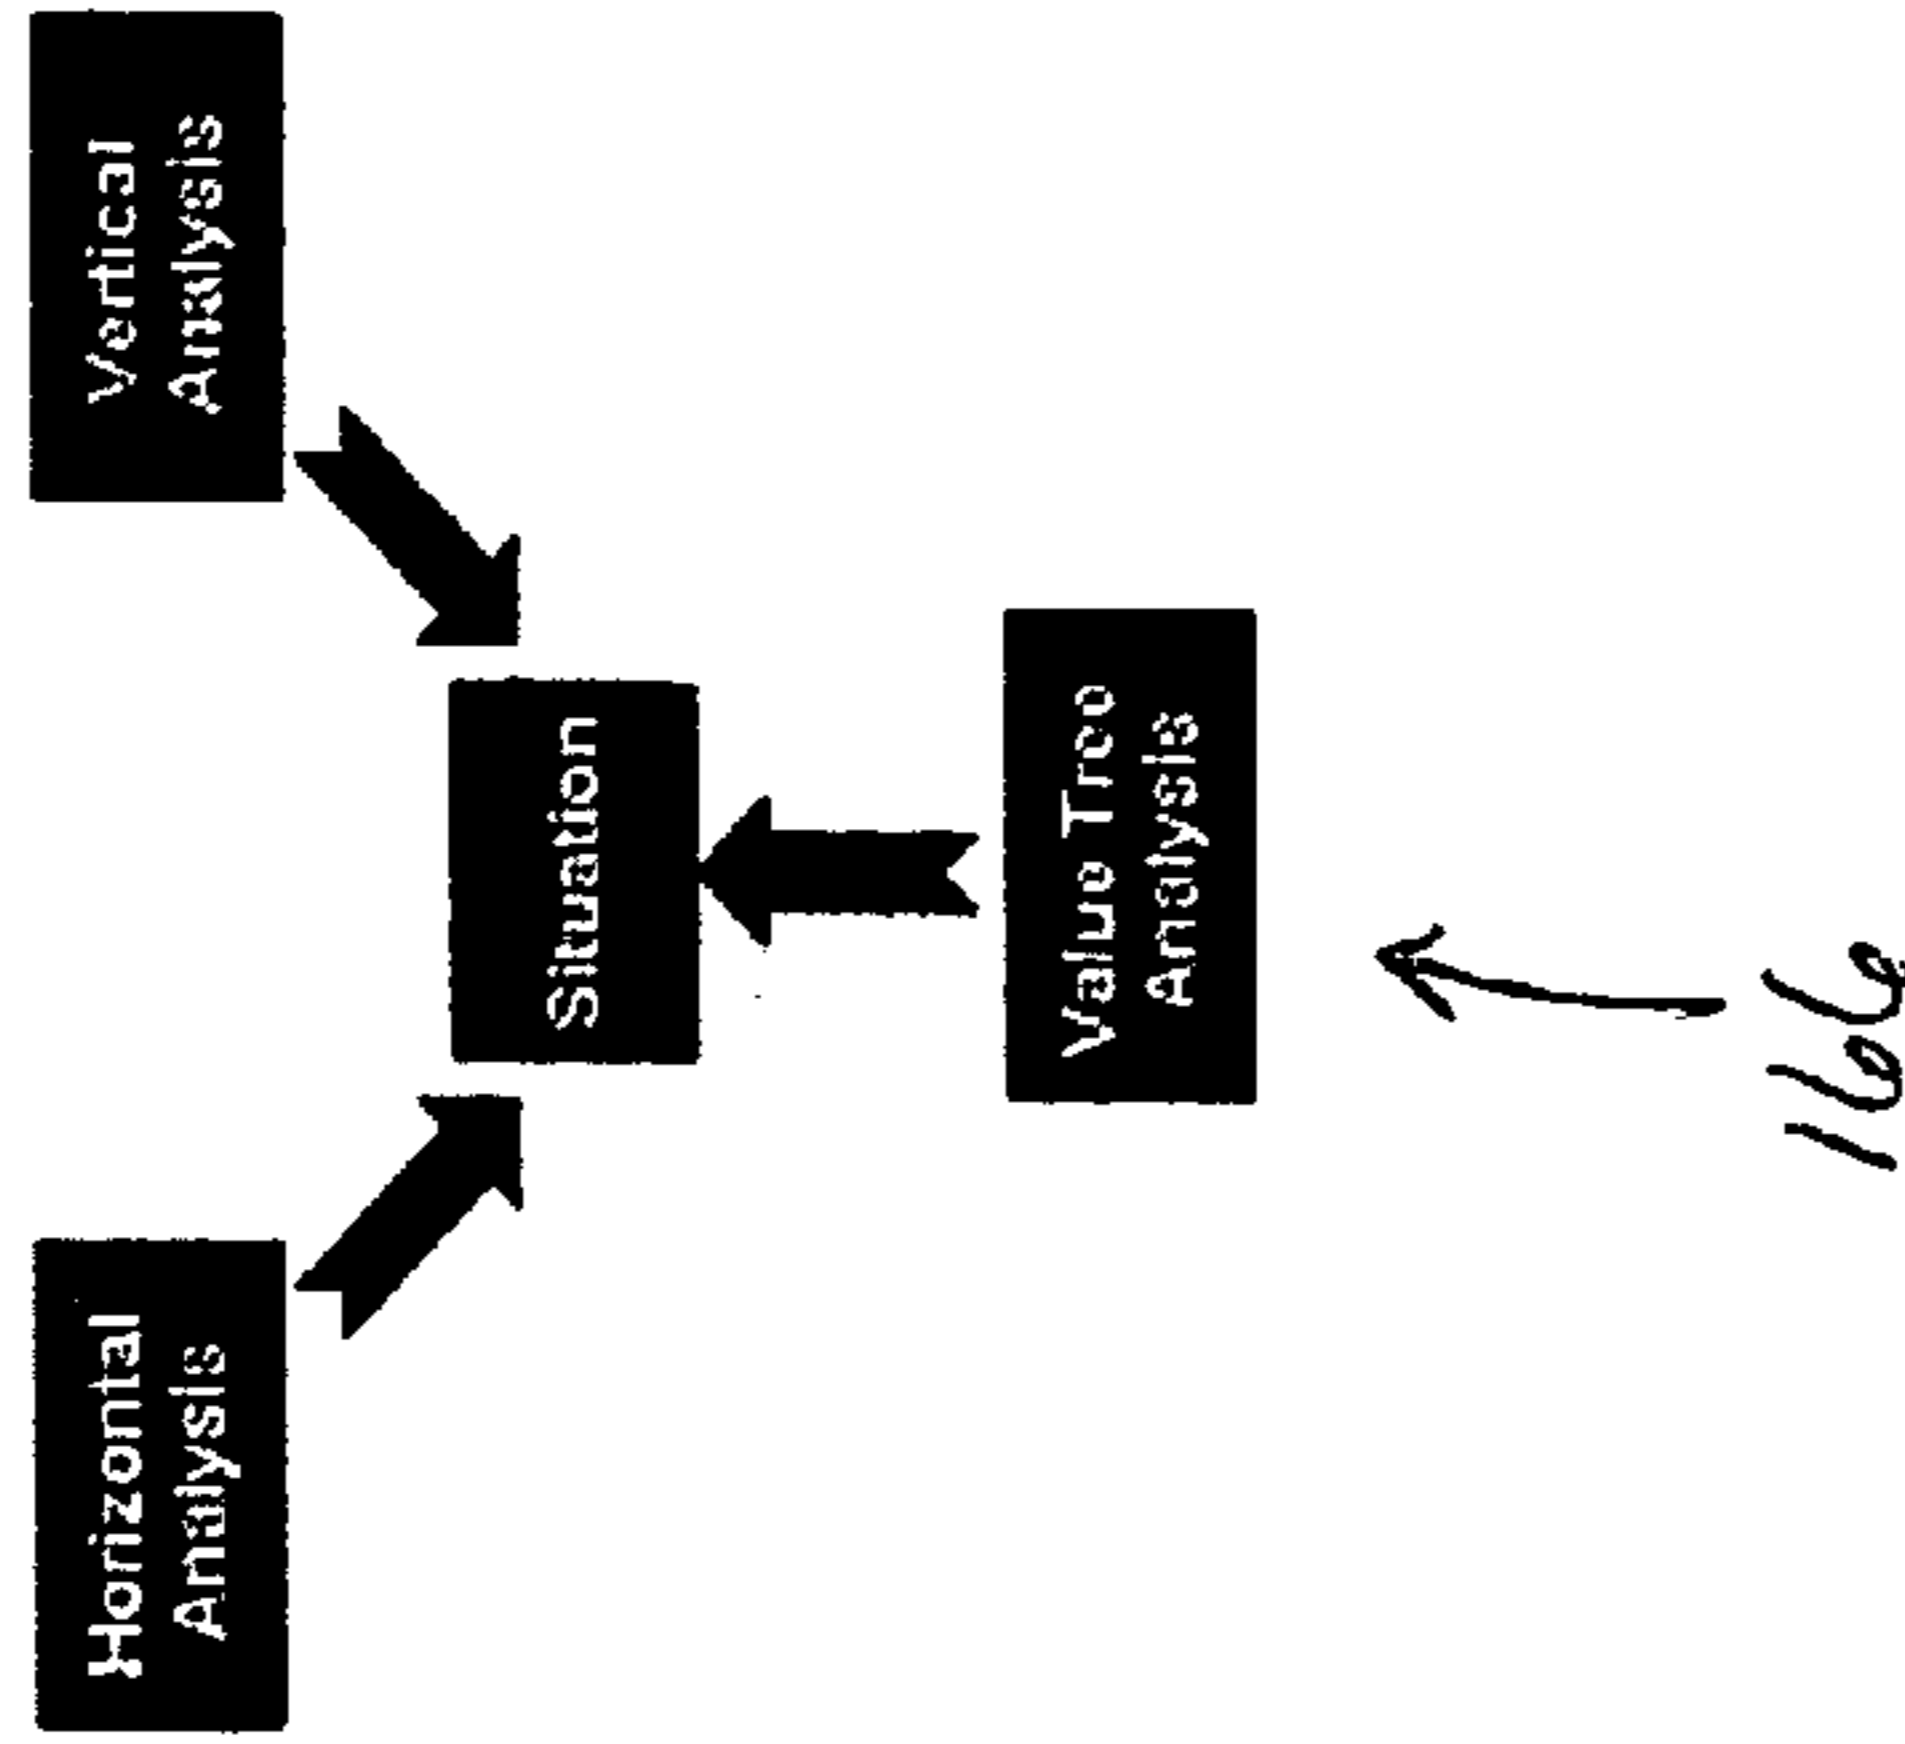 Horizontal
Analysis
Vertical
Analysis
Situation
Value Tree
Analysis
166